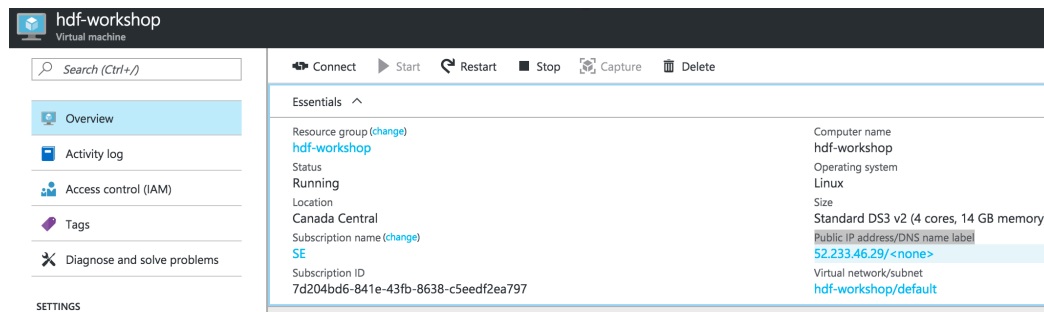 hdf-workshop
Virtual machine
Search (Ctrl+/)
Overview
Activity log
Access control (IAM)
Tags
Diagnose and solve problems
SETTINGS
Connect Start Restart Stop Capture Delete
Essentials
Resource group (change)
hdf-workshop
Status
Running
Location
Canada Central
Subscription name (change)
SE
Subscription ID
7d204bd6-841e-43fb-8638-c5eedf2ea797
Computer name
hdf-workshop
Operating system
Linux
Size
Standard DS3 v2 (4 cores, 14 GB memory
Public IP address/DNS name label
52.233.46.29/<none>
Virtual network/subnet
hdf-workshop/default